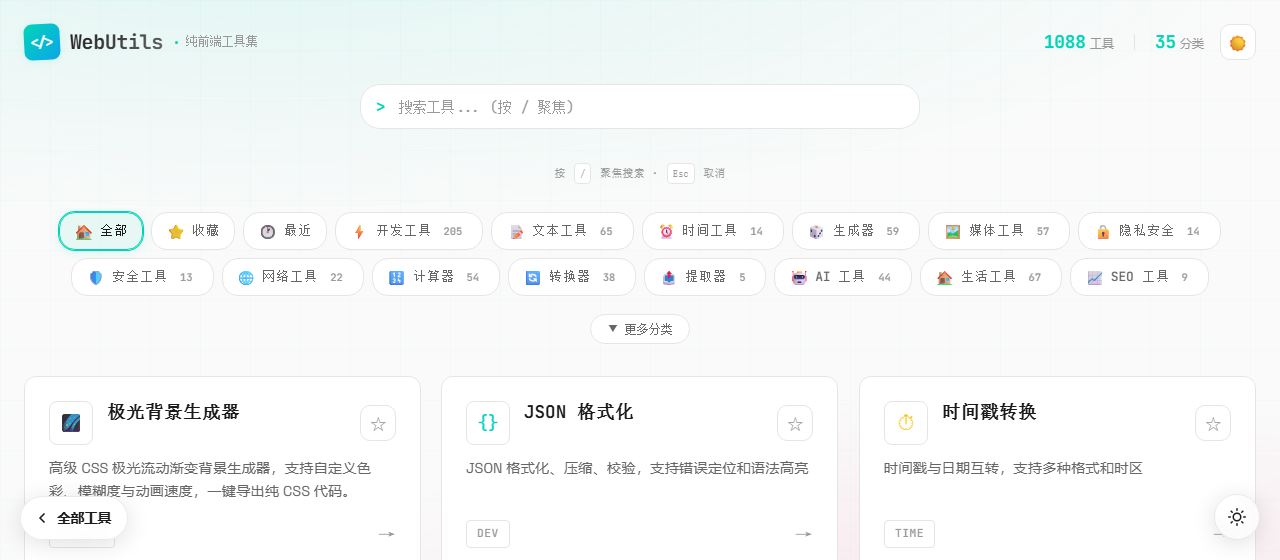 </> WebUtils · 纯前端工具集
1088 工具 35 分类
> 搜索工具... (按 / 聚焦)
按 / 聚焦搜索 · Esc 取消
全部 收藏 最近 开发工具 205 文本工具 65 时间工具 14 生成器 59 媒体工具 57 隐私安全 14
安全工具 13 网络工具 22 计算器 54 转换器 38 提取器 5 AI 工具 44 生活工具 67 SEO 工具 9
▼ 更多分类
极光背景生成器 ☆
高级 CSS 极光流动渐变背景生成器，支持自定义色
彩、模糊度与动画速度，一键导出纯 CSS 代码。
→
{} JSON 格式化 ☆
JSON 格式化、压缩、校验，支持错误定位和语法高亮
DEV →
时间戳转换 ☆
时间戳与日期互转，支持多种格式和时区
TIME →
全部工具